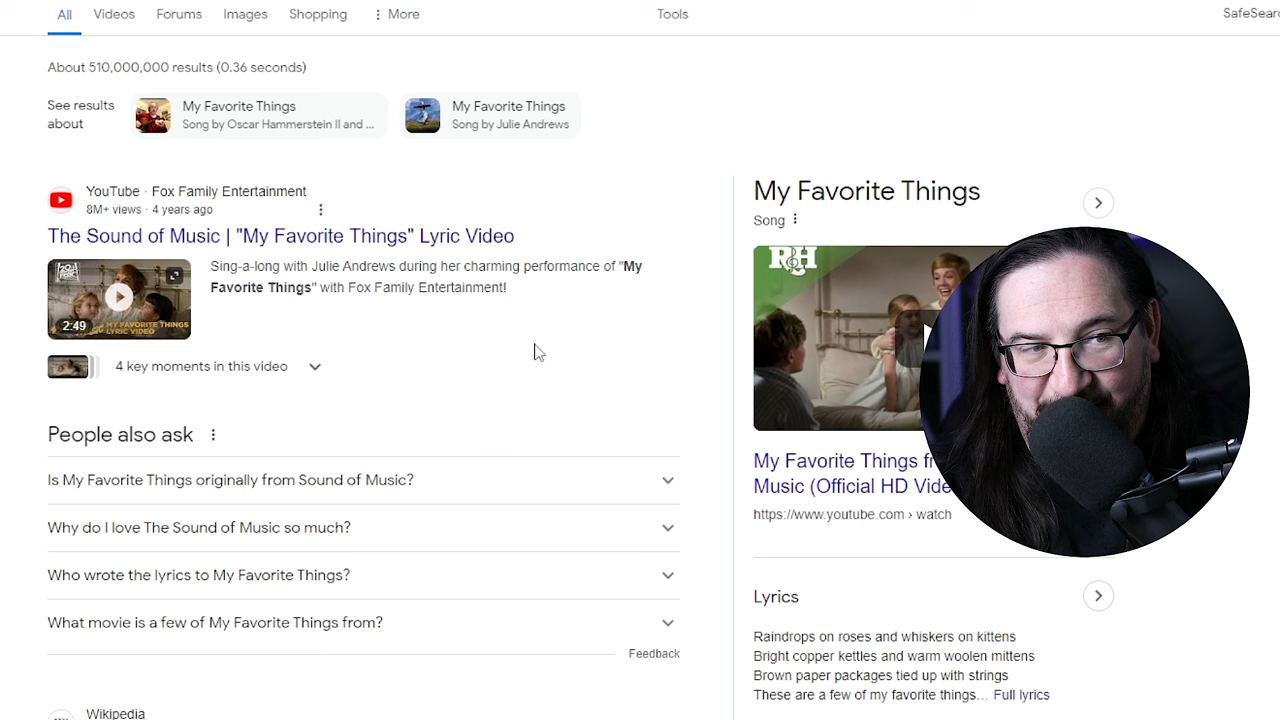 All Videos Forums Images Shopping More Tools SafeSear
About 510,000,000 results (0.36 seconds)
See results about
My Favorite Things
Song by Oscar Hammerstein II and ...
My Favorite Things
Song by Julie Andrews
YouTube · Fox Family Entertainment
8M+ views · 4 years ago
The Sound of Music | "My Favorite Things" Lyric Video
Sing-a-long with Julie Andrews during her charming performance of "My
Favorite Things" with Fox Family Entertainment!
2:49
MY FAVORITE THINGS
LYRIC VIDEO
4 key moments in this video
People also ask
Is My Favorite Things originally from Sound of Music?
Why do I love The Sound of Music so much?
Who wrote the lyrics to My Favorite Things?
What movie is a few of My Favorite Things from?
Feedback
Wikipedia
My Favorite Things
Song
R&H
My Favorite Things fr
Music (Official HD Vide
https://www.youtube.com › watch
Lyrics
Raindrops on roses and whiskers on kittens
Bright copper kettles and warm woolen mittens
Brown paper packages tied up with strings
These are a few of my favorite things... Full lyrics